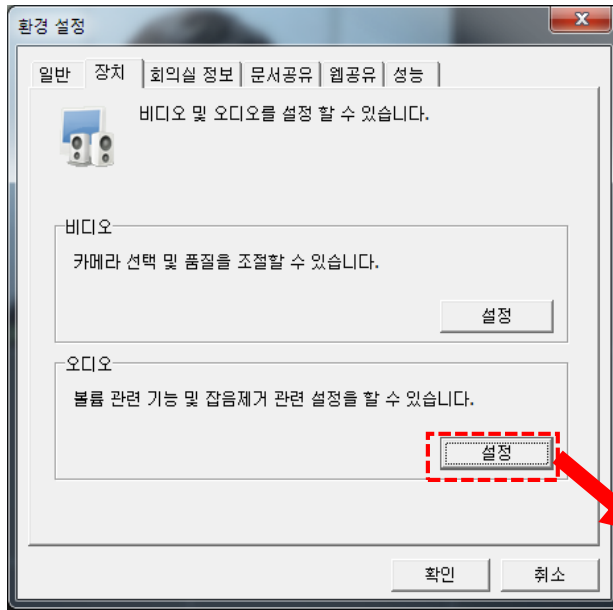 환경 설정
일반 장치 회의실 정보 문서공유 웹공유 성능
비디오 및 오디오를 설정 할 수 있습니다.
비디오
카메라 선택 및 품질을 조절할 수 있습니다.
설정
오디오
볼륨 관련 기능 및 잡음제거 관련 설정을 할 수 있습니다.
설정
확인 취소